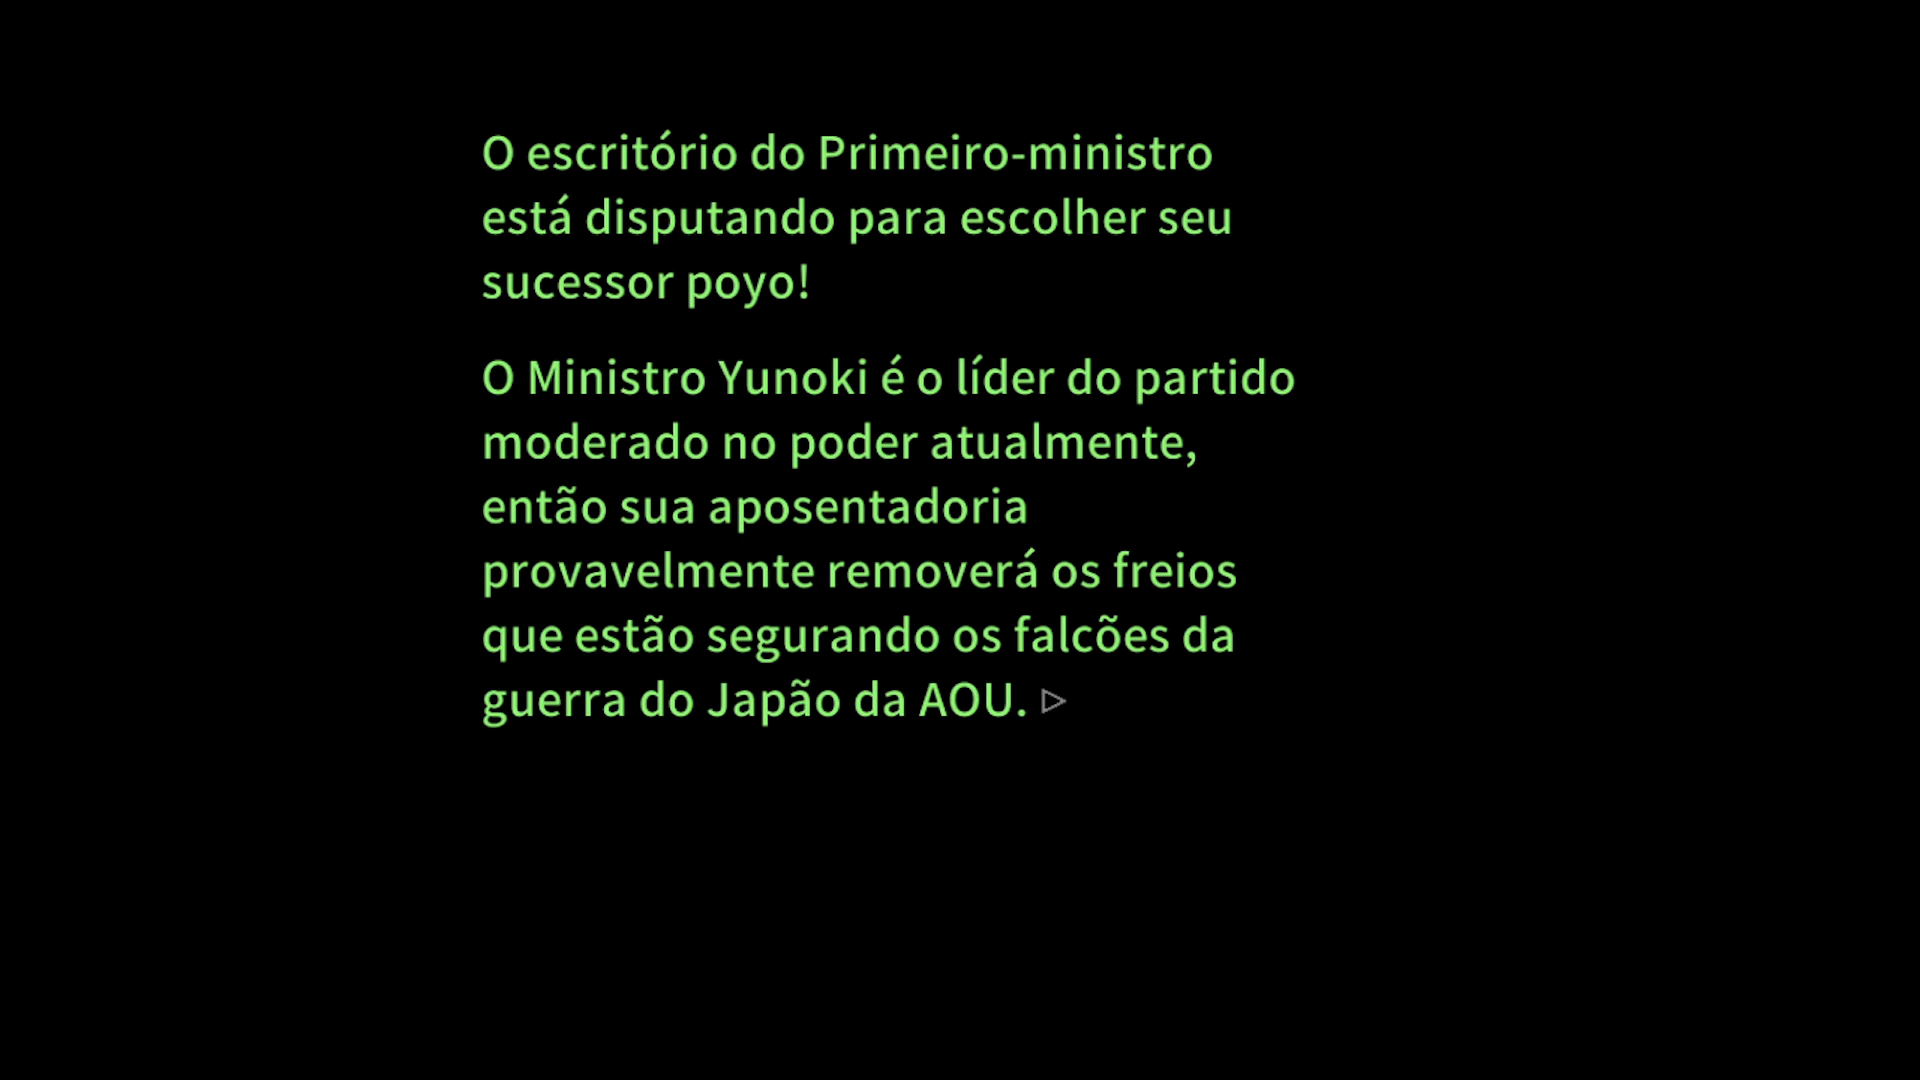 O escritório do Primeiro-ministro
está disputando para escolher seu
sucessor poyo!
O Ministro Yunoki é o líder do partido
moderado no poder atualmente,
então sua aposentadoria
provavelmente removerá os freios
que estão segurando os falcões da
guerra do Japão da AOU. ▷